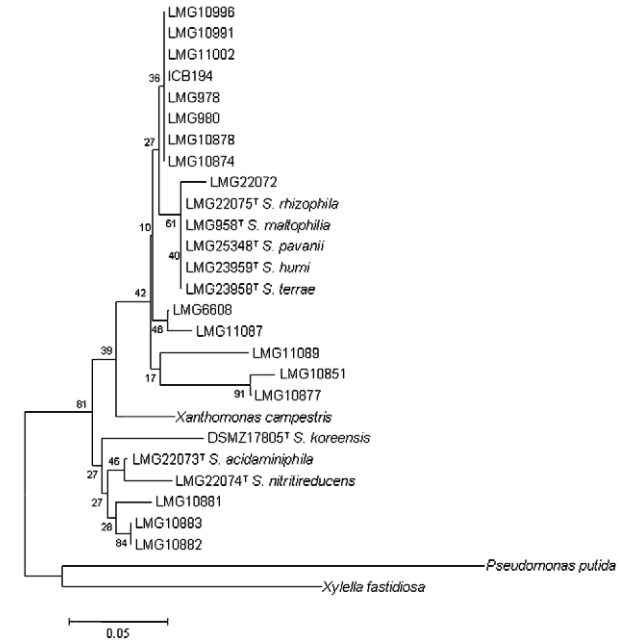 LMG10996
LMG10991
LMG11002
ICB194
36
LMG978
LMG980
LMG10878
27
LMG10874
LMG22072
LMG22075ᵀ S. rhizophila
61
LMG958ᵀ S. maltophilia
10
LMG25348ᵀ S. pavanii
40
LMG23959ᵀ S. humi
LMG23958ᵀ S. terrae
42
LMG6608
48
LMG11087
39
LMG11089
17
LMG10851
91
LMG10877
81
Xanthomonas campestris
DSMZ17805ᵀ S. koreensis
46
LMG22073ᵀ S. acidaminiphila
27
LMG22074ᵀ S. nitritireducens
27
LMG10881
28
LMG10883
84
LMG10882
Pseudomonas putida
Xylella fastidiosa
0.05